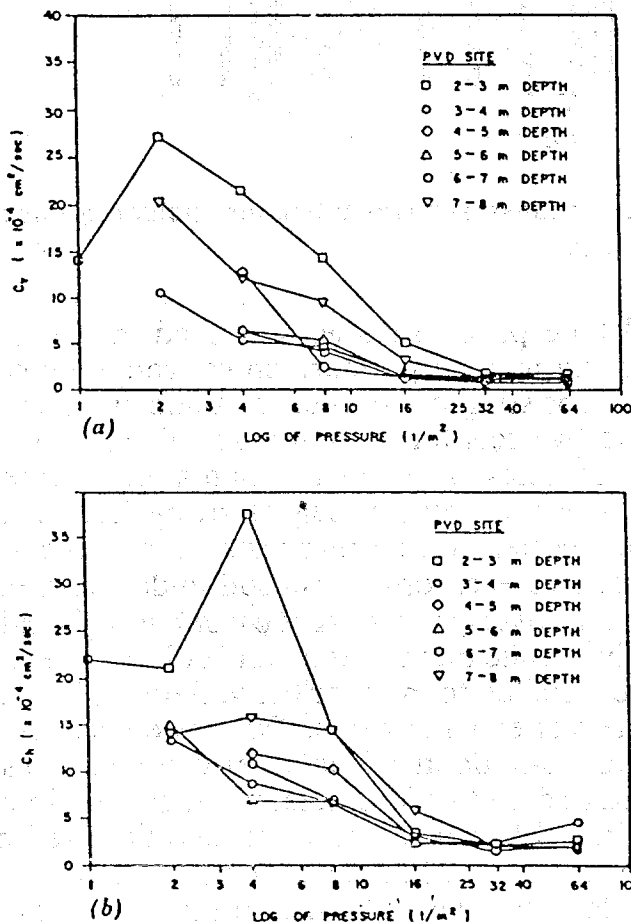 40
35
30
25
20
15
10
5
0
C_v ( x 10^-4 cm²/sec)
PVD SITE
□ 2-3 m DEPTH
○ 3-4 m DEPTH
◇ 4-5 m DEPTH
△ 5-6 m DEPTH
○ 6-7 m DEPTH
▽ 7-8 m DEPTH
1 2 3 4 6 8 10 16 25 32 40 64 100
(a)
LOG OF PRESSURE (t/m²)
35
30
25
20
15
10
5
0
C_h ( x 10^-4 cm²/sec)
PVD SITE
□ 2-3 m DEPTH
○ 3-4 m DEPTH
◇ 4-5 m DEPTH
△ 5-6 m DEPTH
○ 6-7 m DEPTH
▽ 7-8 m DEPTH
1 2 3 4 6 8 10 16 25 32 40 64 100
(b)
LOG OF PRESSURE (t/m²)